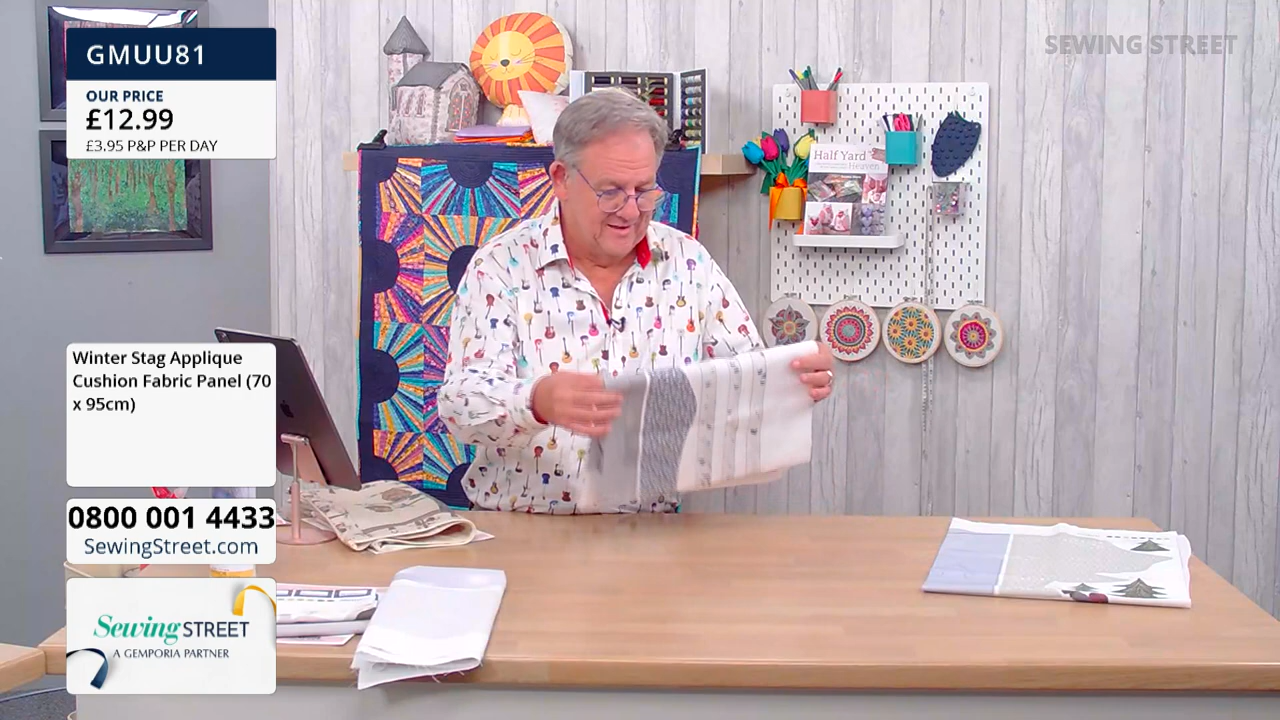 GMUU81
OUR PRICE
£12.99
£3.95 P&P PER DAY
Winter Stag Applique
Cushion Fabric Panel (70
x 95cm)
0800 001 4433
SewingStreet.com
Sewing STREET
A GEMPORIA PARTNER
SEWING STREET
Half Yard
Heaven